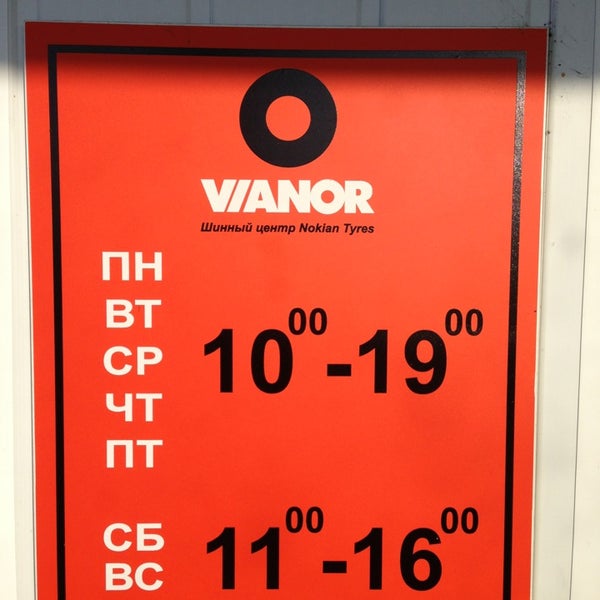 VIANOR
Шинный центр Nokian Tyres
ПН
ВТ
СР 10⁰⁰-19⁰⁰
ЧТ
ПТ
СБ 11⁰⁰-16⁰⁰
ВС